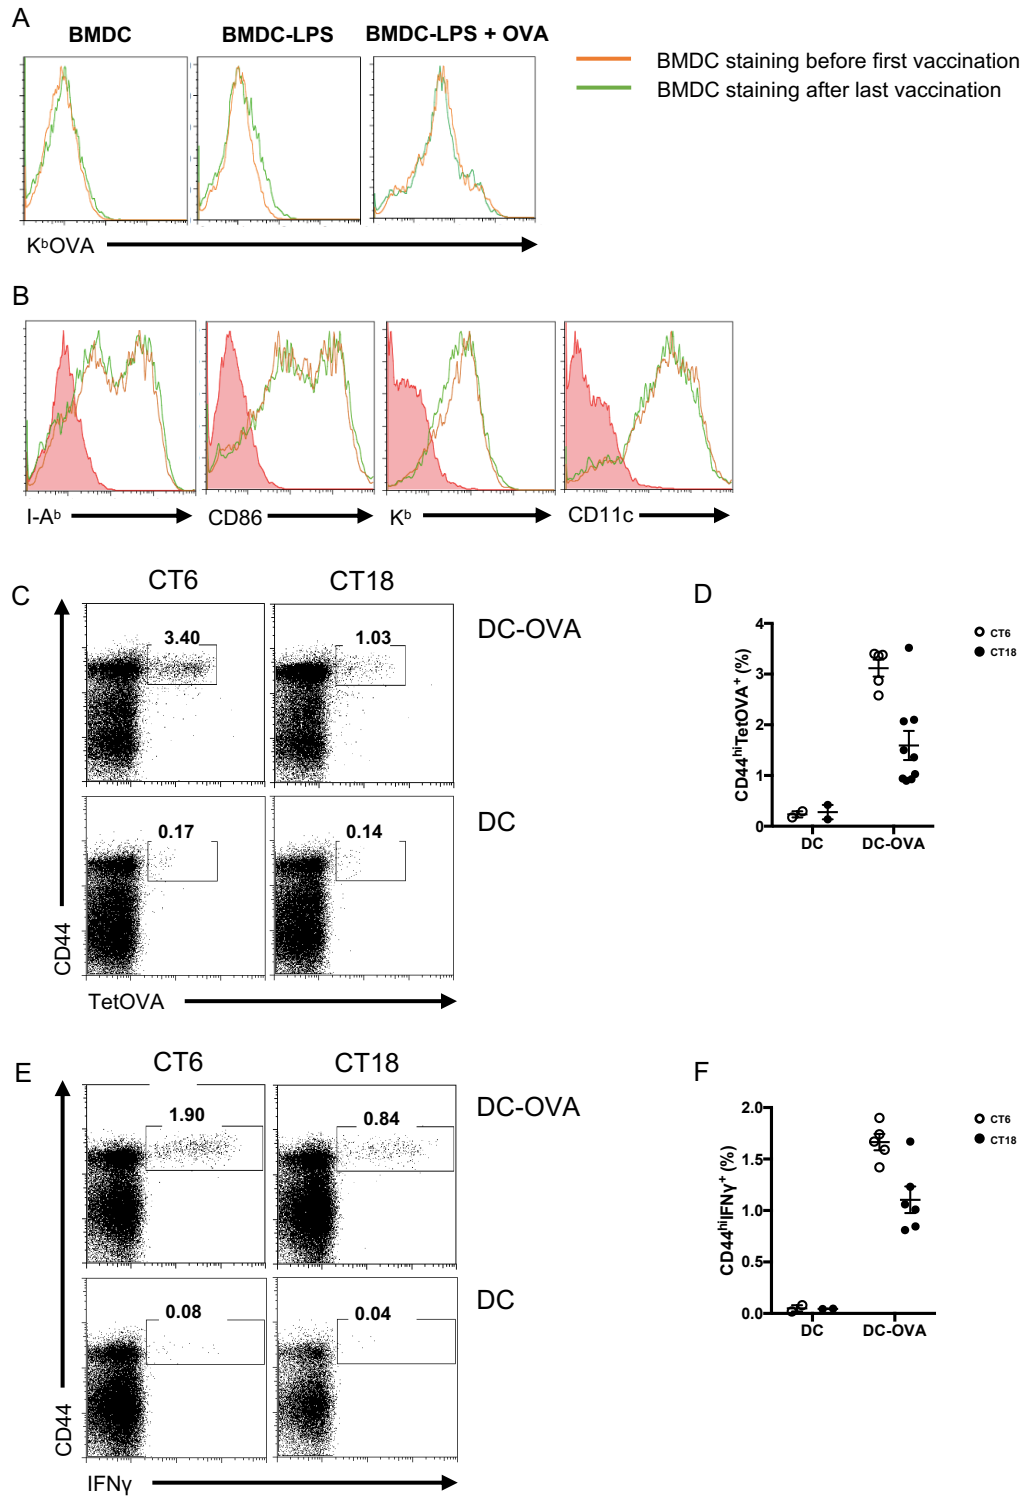 A
BMDC BMDC-LPS BMDC-LPS + OVA
BMDC staining before first vaccination
BMDC staining after last vaccination
KᵇOVA
B
I-Aᵇ CD86 Kᵇ CD11c
C
CT6 CT18
3.40 1.03
DC-OVA
0.17 0.14
DC
CD44
TetOVA
D
CD44ʰⁱTetOVA⁺ (%)
4
3
2
1
0
DC DC-OVA
CT6
CT18
E
CT6 CT18
1.90 0.84
DC-OVA
0.08 0.04
DC
CD44
IFNγ
F
CD44ʰⁱIFNγ⁺ (%)
2.0
1.5
1.0
0.5
0.0
DC DC-OVA
CT6
CT18